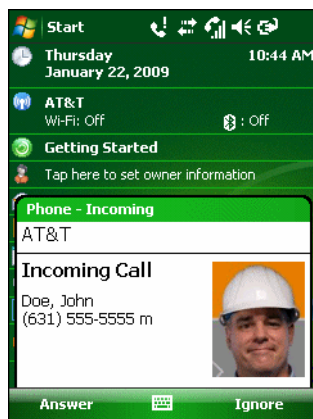 Start
Thursday 10:44 AM
January 22, 2009
AT&T
Wi-Fi: Off : Off
Getting Started
Tap here to set owner information
Phone - Incoming
AT&T
Incoming Call
Doe, John
(631) 555-5555 m
Answer Ignore